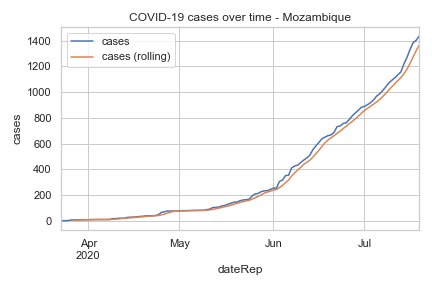 COVID-19 cases over time - Mozambique
cases
cases (rolling)
1400
1200
1000
800
600
400
200
0
cases
Apr
2020
May
Jun
Jul
dateRep